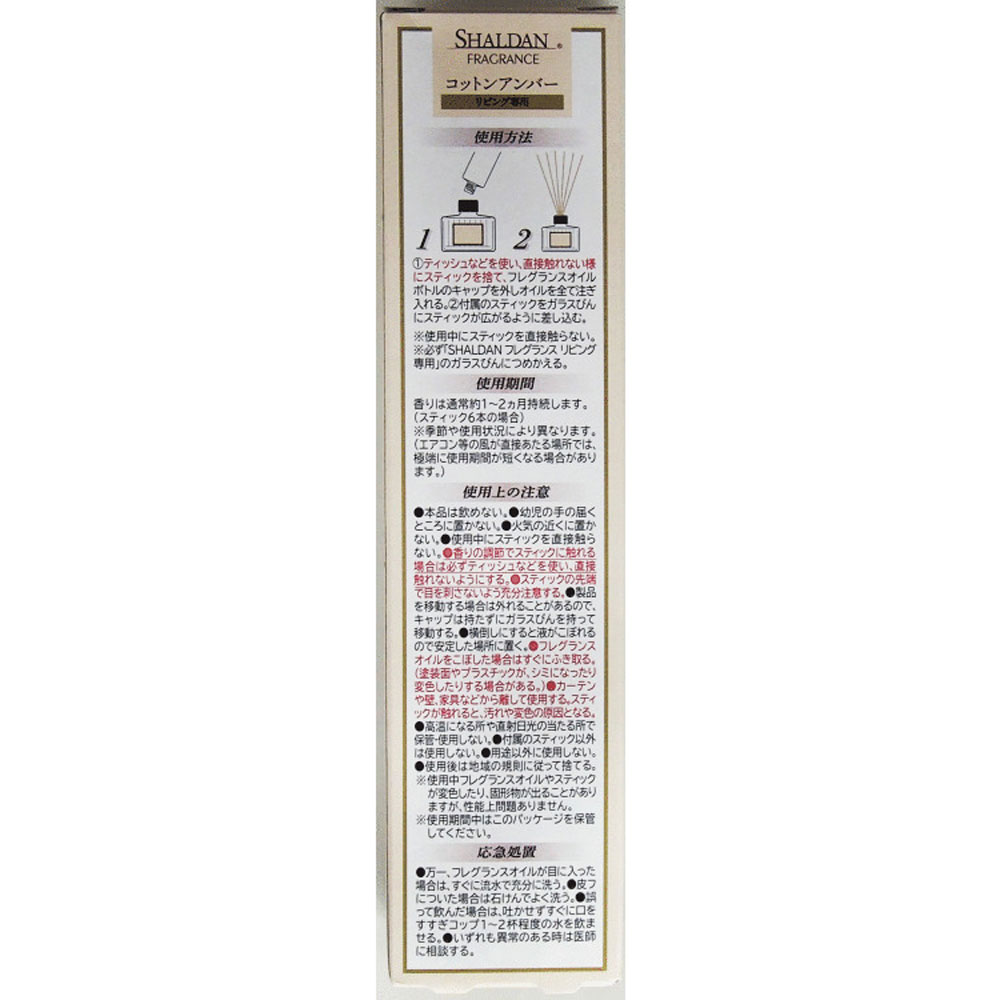 SHALDAN®
FRAGRANCE
コットンアンバー
リビング専用
使用方法
1 2
①ティッシュなどを使い、直接触れない様
にスティックを捨て、フレグランスオイル
ボトルのキャップを外しオイルを全て注ぎ
入れる。②付属のスティックをガラスびん
にスティックが広がるように差し込む。
※使用中にスティックを直接触らない。
※必ず「SHALDAN フレグランス リビング
専用」のガラスびんにつめかえる。
使用期間
香りは通常約1～2ヵ月持続します。
(スティック6本の場合)
※季節や使用状況により異なります。
(エアコン等の風が直接あたる場所では、
極端に使用期間が短くなる場合があり
ます。)
使用上の注意
●本品は飲めない。●幼児の手の届く
ところに置かない。●火気の近くに置か
ない。●使用中にスティックを直接触ら
ない。●香りの調節でスティックに触れる
場合は必ずティッシュなどを使い、直接
触れないようにする。●スティックの先端
で目を刺さないよう充分注意する。●製品
を移動する場合は外れることがあるので、
キャップは持たずにガラスびんを持って
移動する。●横倒しにすると液がこぼれる
ので安定した場所に置く。●フレグランス
オイルをこぼした場合はすぐにふき取る。
(塗装面やプラスチックが、シミになったり
変色したりする場合がある。)●カーテン
や壁、家具などから離して使用する。スティ
ックが触れると、汚れや変色の原因となる。
●高温になる所や直射日光の当たる所で
保管・使用しない。●付属のスティック以外
は使用しない。●用途以外に使用しない。
●使用後は地域の規則に従って捨てる。
※使用中フレグランスオイルやスティック
が変色したり、固形物が出ることがあり
ますが、性能上問題ありません。
※使用期間中はこのパッケージを保管
してください。
応急処置
●万一、フレグランスオイルが目に入った
場合は、すぐに流水で充分に洗う。●皮フ
についた場合は石けんでよく洗う。●誤
って飲んだ場合は、吐かせずすぐに口を
すすぎコップ1～2杯程度の水を飲ま
せる。●いずれも異常のある時は医師
に相談する。